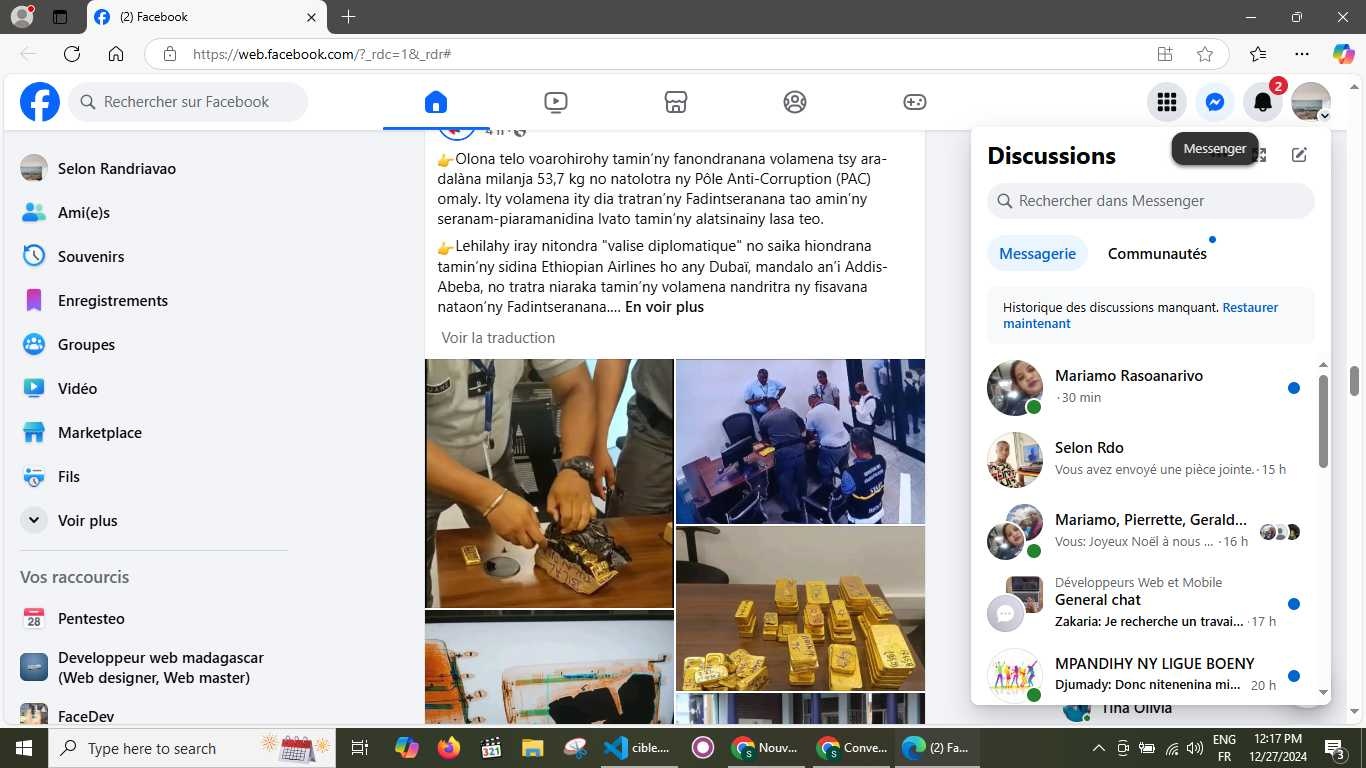 (2) Facebook
https://web.facebook.com/?_rdc=1&_rdr#
Rechercher sur Facebook
2
Messenger
Selon Randriavao
Ami(e)s
Souvenirs
Enregistrements
Groupes
Vidéo
Marketplace
Fils
Voir plus
Vos raccourcis
28
Pentesteo
Developpeur web madagascar
(Web designer, Web master)
FaceDev
👉Olona telo voarohirohy tamin’ny fanondranana volamena tsy ara-
dalàna milanja 53,7 kg no natolotra ny Pôle Anti-Corruption (PAC)
omaly. Ity volamena ity dia tratran’ny Fadintseranana tao amin’ny
seranam-piaramanidina Ivato tamin’ny alatsinainy lasa teo.
👉Lehilahy iray nitondra "valise diplomatique" no saika hiondrana
tamin’ny sidina Ethiopian Airlines ho any Dubaï, mandalo an’i Addis-
Abeba, no tratra niaraka tamin’ny volamena nandritra ny fisavana
nataon’ny Fadintseranana.... En voir plus
Voir la traduction
Discussions
Rechercher dans Messenger
Messagerie
Communautés
Historique des discussions manquant. Restaurer
maintenant
Mariamo Rasoanarivo
· 30 min
Selon Rdo
Vous avez envoyé une pièce jointe. · 15 h
Mariamo, Pierrette, Gerald...
Vous: Joyeux Noël à nous ... · 16 h
Développeurs Web et Mobile
General chat
Zakaria: Je recherche un travai... · 17 h
MPANDIHY NY LIGUE BOENY
Djumady: Donc nitenenina mi... 20 h
Tina Olivia
Type here to search
321
cible....
Nouv...
Conve...
(2) Fa...
ENG
FR
12:17 PM
12/27/2024
3